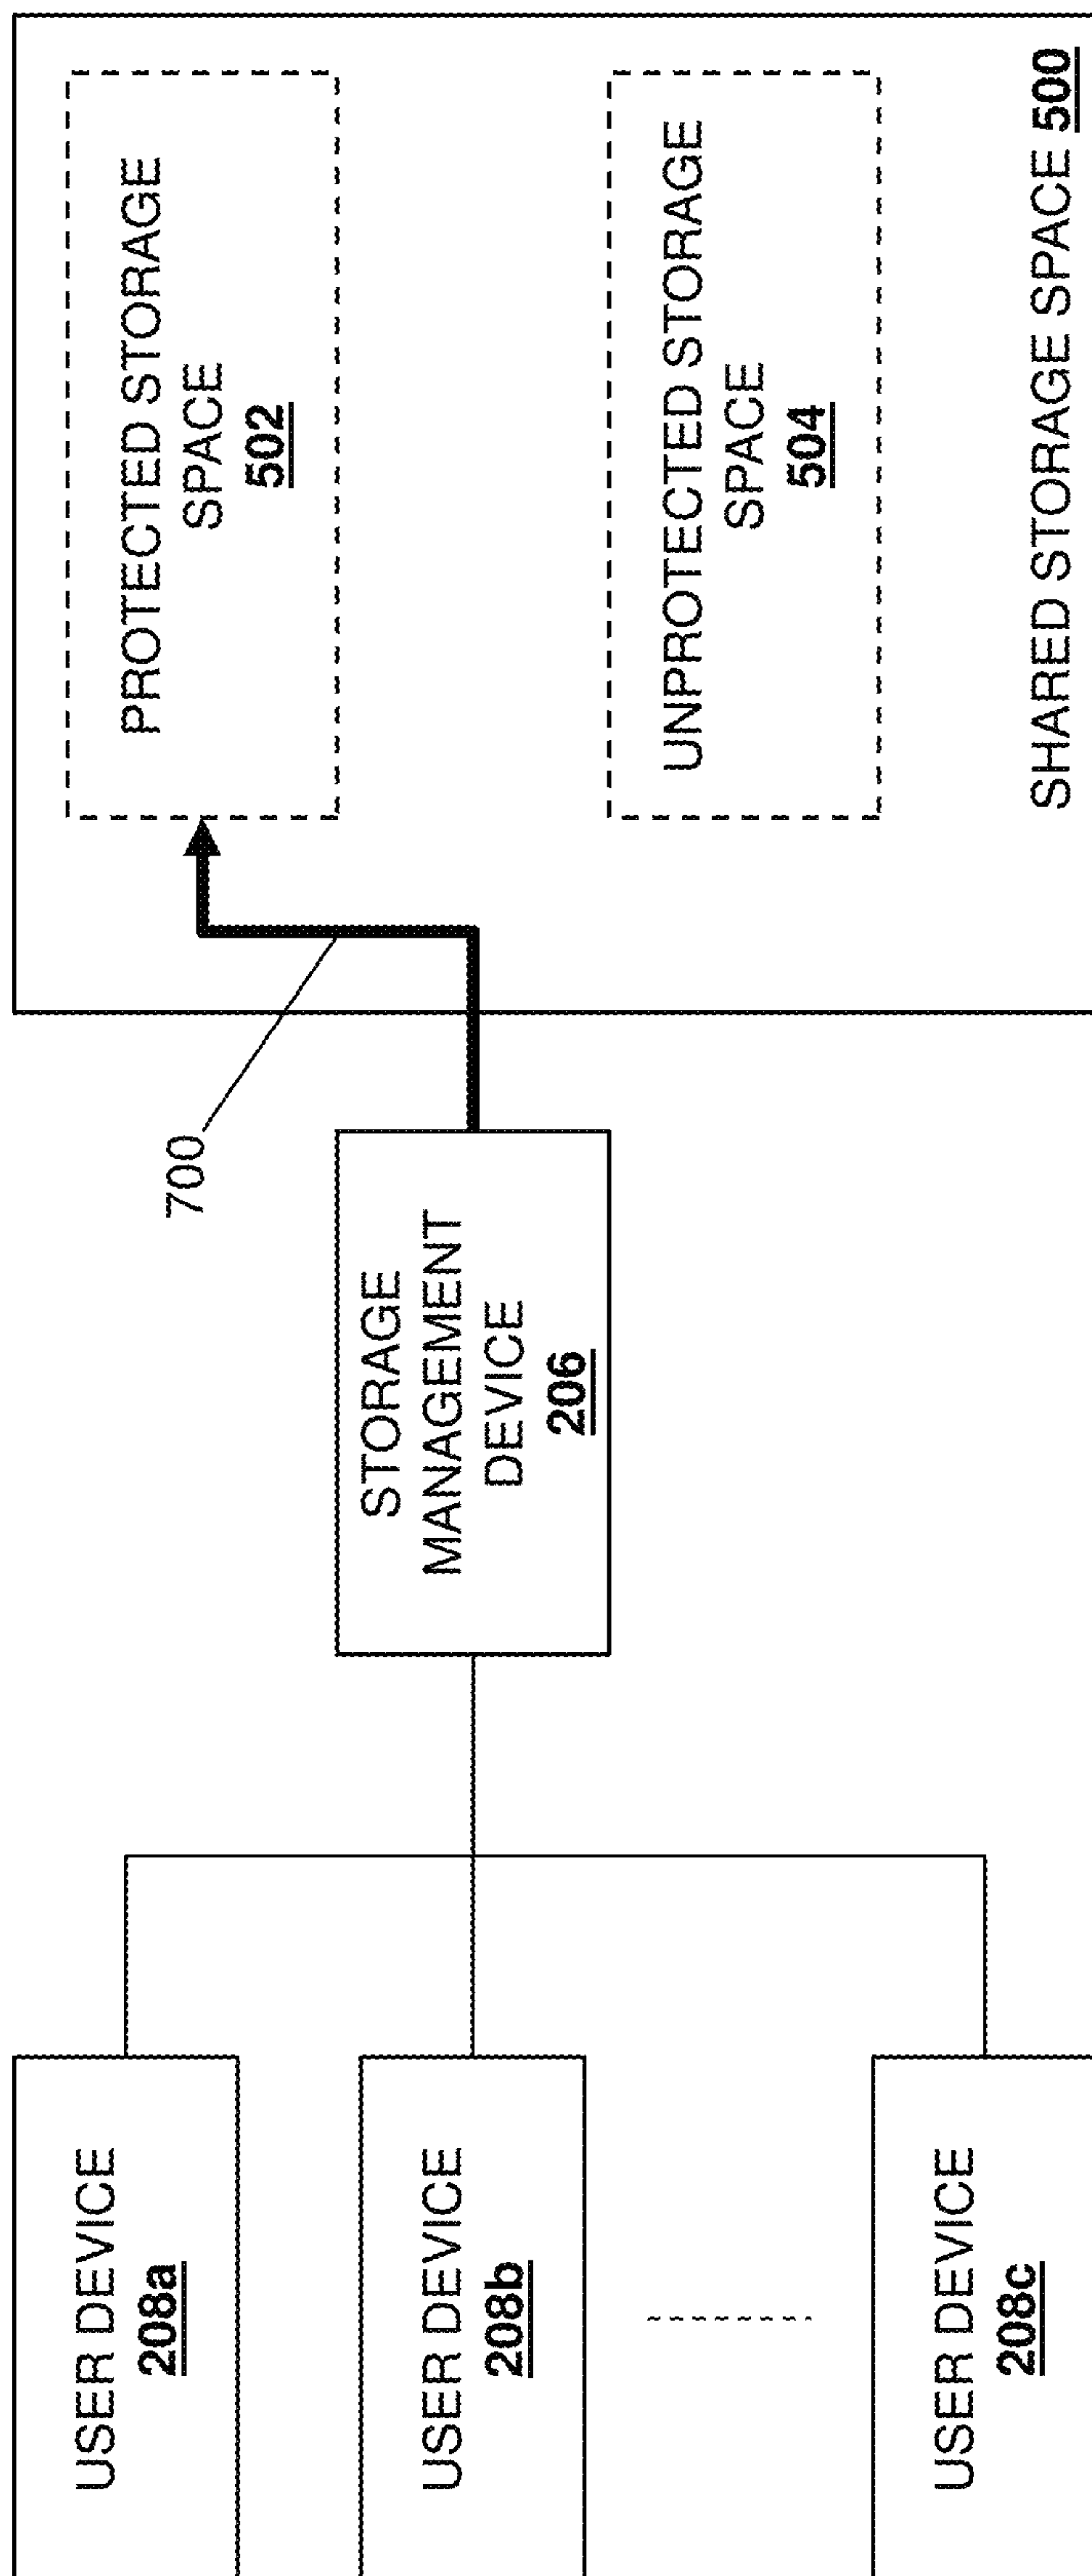 USER DEVICE
208a
USER DEVICE
208b
USER DEVICE
208c
STORAGE
MANAGEMENT
DEVICE
206
700
PROTECTED STORAGE
SPACE
502
UNPROTECTED STORAGE
SPACE
504
SHARED STORAGE SPACE 500